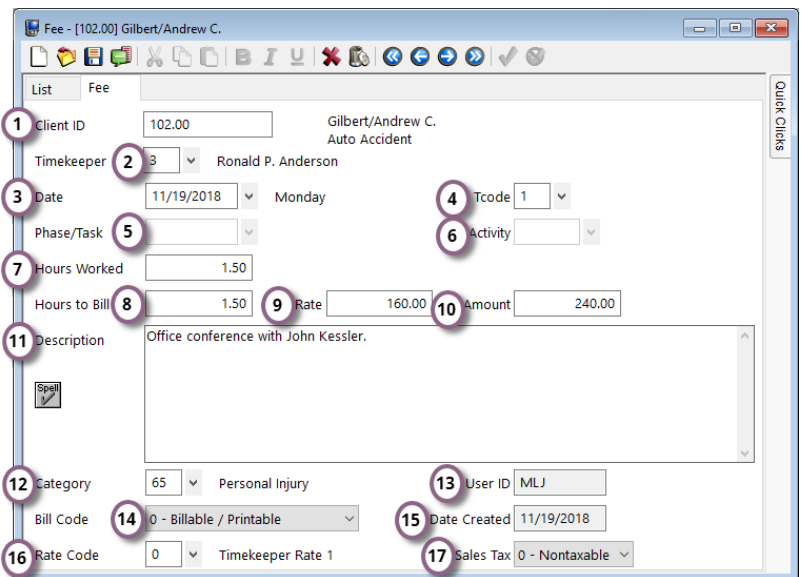 Fee - [102.00] Gilbert/Andrew C.
B I U
List Fee
Quick Clicks
1 Client ID 102.00 Gilbert/Andrew C.
Auto Accident
Timekeeper 2 3 Ronald P. Anderson
3 Date 11/19/2018 Monday 4 Tcode 1
Phase/Task 5 6 Activity
7 Hours Worked 1.50
Hours to Bill 8 1.50 9 Rate 160.00 10 Amount 240.00
11 Description Office conference with John Kessler.
Spell
12 Category 65 Personal Injury 13 User ID MLJ
Bill Code 14 0 - Billable / Printable 15 Date Created 11/19/2018
16 Rate Code 0 Timekeeper Rate 1 17 Sales Tax 0 - Nontaxable